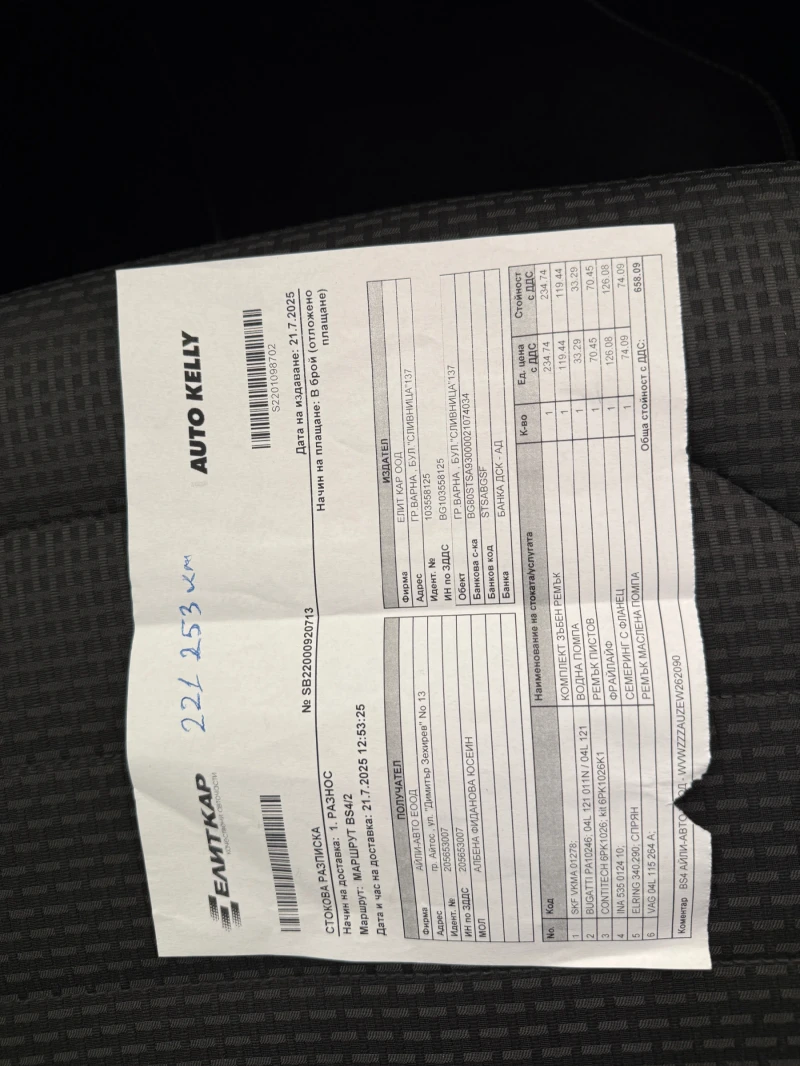 ЕЛИТКАР
AUTO KELLY
221 253 км
S2201098702
СТОКОВА РАЗПИСКА
№ SB22000920713
Дата на издаване: 21.7.2025
Начин на доставка: 1. РАЗНОС
Начин на плащане: В брой (отложено плащане)
Маршрут: МАРШРУТ BS4/2
Дата и час на доставка: 21.7.2025 12:53:25
ПОЛУЧАТЕЛ
Фирма АЙЛИ-АВТО ЕООД
Адрес гр. Айтос, ул. "Димитър Зехирев" No 13
Идент. № 205653007
ИН по ЗДДС 205653007
МОЛ АЛБЕНА ФИДАНОВА ЮСЕИН
ИЗДАТЕЛ
Фирма ЕЛИТ КАР ООД
Адрес ГР.ВАРНА , БУЛ."СЛИВНИЦА"137
Идент. № 103558125
ИН по ЗДДС BG103558125
Обект ГР.ВАРНА , БУЛ."СЛИВНИЦА"137
Банкова с-ка BG80STSA93000021074034
Банков код STSABGSF
Банка БАНКА ДСК - АД
No. Код Наименование на стоката/услугата К-во Ед. цена с ДДС Стойност с ДДС
1 SKF VKMA 01278; КОМПЛЕКТ ЗЪБЕН РЕМЪК 1 234.74 234.74
2 BUGATTI PA10246; 04L 121 011N / 04L 121 ВОДНА ПОМПА 1 119.44 119.44
3 CONTITECH 6PK1026; kit 6PK1026K1 РЕМЪК ПИСТОВ 1 33.29 33.29
4 INA 535 0124 10; ФРАЙЛАЙФ 1 70.45 70.45
5 ELRING 340.290; СПРЯН СЕМЕРИНГ С ФЛАНЕЦ 1 126.08 126.08
6 VAG 04L 115 264 A; РЕМЪК МАСЛЕНА ПОМПА 1 74.09 74.09
Обща стойност с ДДС: 658.09
Коментар BS4 АЙЛИ-АВТО ЕООД - WVWZZZAUZEW262090